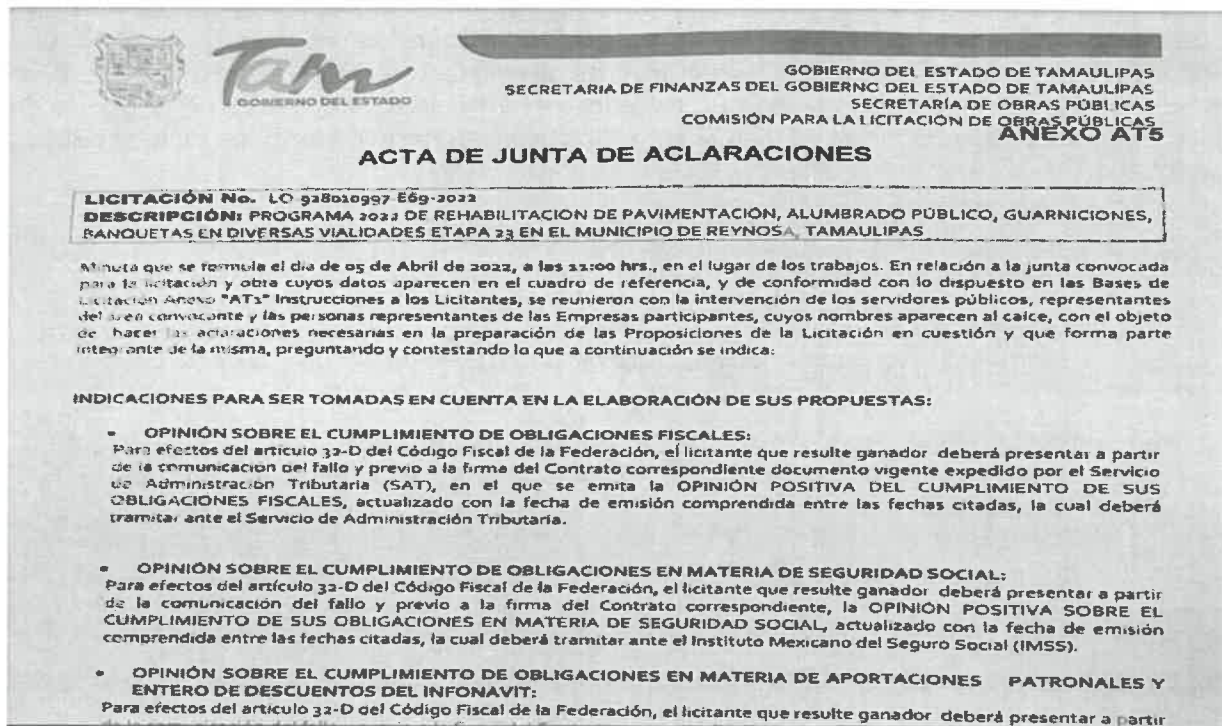 Tam
GOBIERNO DEL ESTADO
GOBIERNO DEL ESTADO DE TAMAULIPAS
SECRETARIA DE FINANZAS DEL GOBIERNO DEL ESTADO DE TAMAULIPAS
SECRETARÍA DE OBRAS PÚBLICAS
COMISIÓN PARA LA LICITACIÓN DE OBRAS PÚBLICAS
ANEXO AT5
ACTA DE JUNTA DE ACLARACIONES
LICITACIÓN No. LO-928010997-E69-2022
DESCRIPCIÓN: PROGRAMA 2022 DE REHABILITACION DE PAVIMENTACIÓN, ALUMBRADO PÚBLICO, GUARNICIONES,
BANQUETAS EN DIVERSAS VIALIDADES ETAPA 23 EN EL MUNICIPIO DE REYNOSA, TAMAULIPAS
Minuta que se formula el día de 05 de Abril de 2022, a las 11:00 hrs., en el lugar de los trabajos. En relación a la junta convocada
para la licitación y obra cuyos datos aparecen en el cuadro de referencia, y de conformidad con lo dispuesto en las Bases de
Licitación Anexo "AT1" Instrucciones a los Licitantes, se reunieron con la intervención de los servidores públicos, representantes
del área convocante y las personas representantes de las Empresas participantes, cuyos nombres aparecen al calce, con el objeto
de hacer las aclaraciones necesarias en la preparación de las Proposiciones de la Licitación en cuestión y que forma parte
integrante de la misma, preguntando y contestando lo que a continuación se indica:
INDICACIONES PARA SER TOMADAS EN CUENTA EN LA ELABORACIÓN DE SUS PROPUESTAS:
• OPINIÓN SOBRE EL CUMPLIMIENTO DE OBLIGACIONES FISCALES:
Para efectos del artículo 32-D del Código Fiscal de la Federación, el licitante que resulte ganador deberá presentar a partir
de la comunicación del fallo y previo a la firma del Contrato correspondiente documento vigente expedido por el Servicio
de Administración Tributaria (SAT), en el que se emita la OPINIÓN POSITIVA DEL CUMPLIMIENTO DE SUS
OBLIGACIONES FISCALES, actualizado con la fecha de emisión comprendida entre las fechas citadas, la cual deberá
tramitar ante el Servicio de Administración Tributaria.
• OPINIÓN SOBRE EL CUMPLIMIENTO DE OBLIGACIONES EN MATERIA DE SEGURIDAD SOCIAL:
Para efectos del artículo 32-D del Código Fiscal de la Federación, el licitante que resulte ganador deberá presentar a partir
de la comunicación del fallo y previo a la firma del Contrato correspondiente, la OPINIÓN POSITIVA SOBRE EL
CUMPLIMIENTO DE SUS OBLIGACIONES EN MATERIA DE SEGURIDAD SOCIAL, actualizado con la fecha de emisión
comprendida entre las fechas citadas, la cual deberá tramitar ante el Instituto Mexicano del Seguro Social (IMSS).
• OPINIÓN SOBRE EL CUMPLIMIENTO DE OBLIGACIONES EN MATERIA DE APORTACIONES PATRONALES Y
ENTERO DE DESCUENTOS DEL INFONAVIT:
Para efectos del artículo 32-D del Código Fiscal de la Federación, el licitante que resulte ganador deberá presentar a partir